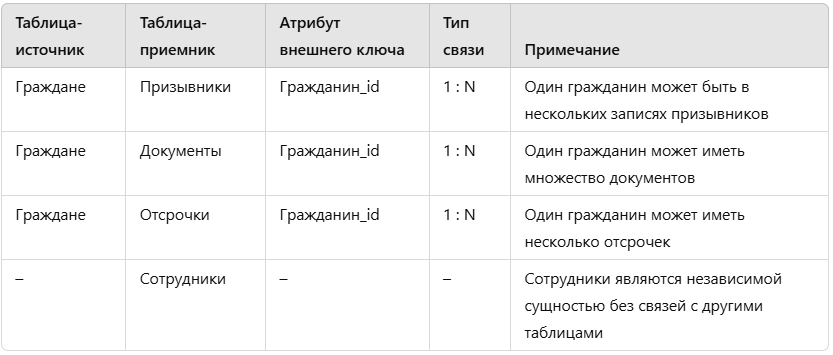 Таблица-
источник
Таблица-
приемник
Атрибут
внешнего ключа
Тип
связи
Примечание
Граждане
Призывники
Гражданин_id
1 : N
Один гражданин может быть в
нескольких записях призывников
Граждане
Документы
Гражданин_id
1 : N
Один гражданин может иметь
множество документов
Граждане
Отсрочки
Гражданин_id
1 : N
Один гражданин может иметь
несколько отсрочек
–
Сотрудники
–
–
Сотрудники являются независимой
сущностью без связей с другими
таблицами